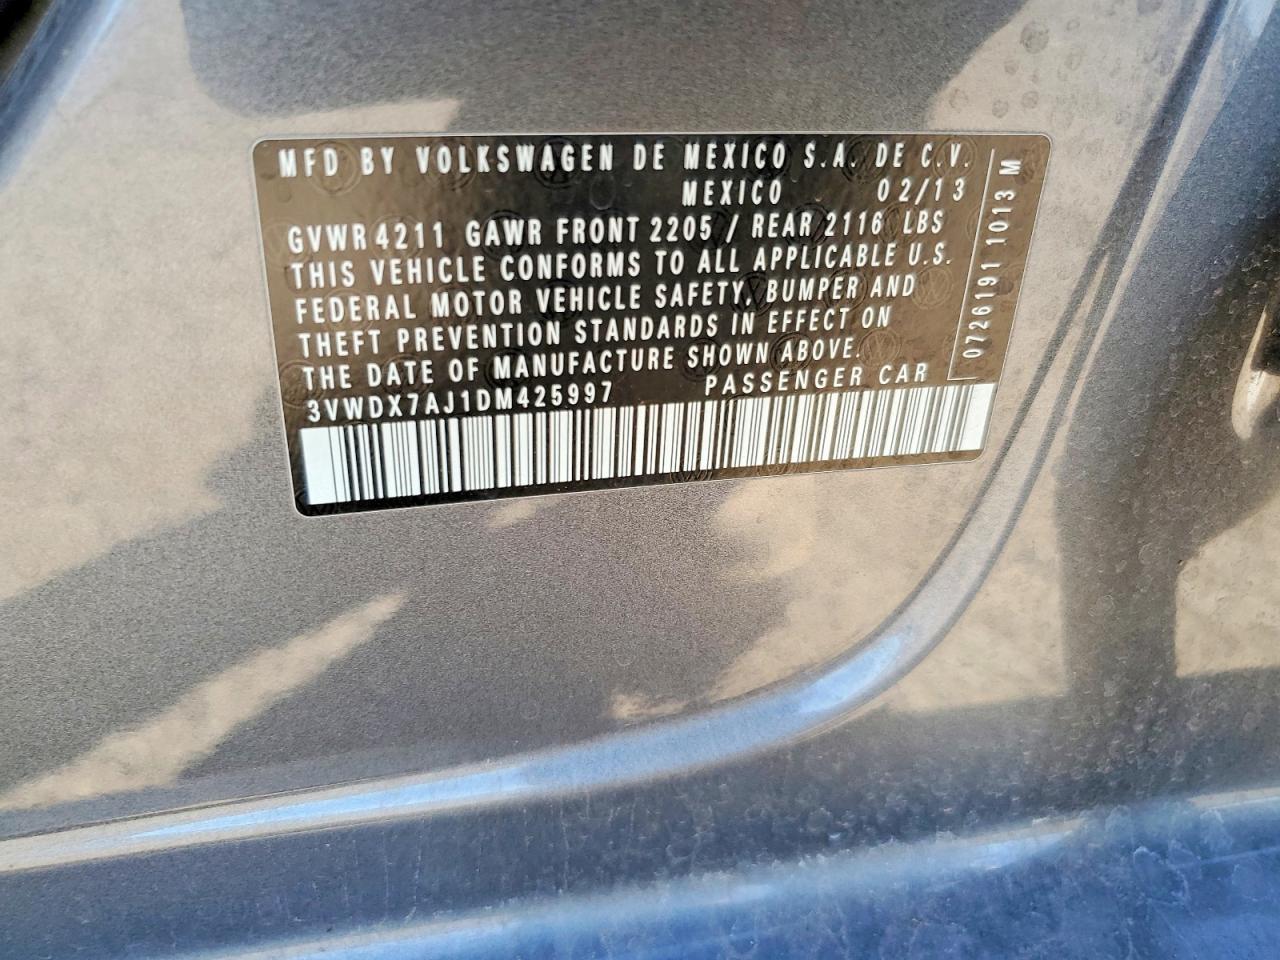 MFD BY VOLKSWAGEN DE MEXICO S.A. DE C.V.
MEXICO 02/13
GVWR 4211 GAWR FRONT 2205 / REAR 2116 LBS
THIS VEHICLE CONFORMS TO ALL APPLICABLE U.S.
FEDERAL MOTOR VEHICLE SAFETY, BUMPER AND
THEFT PREVENTION STANDARDS IN EFFECT ON
THE DATE OF MANUFACTURE SHOWN ABOVE.
3VWDX7AJ1DM425997 PASSENGER CAR
0726191 1013 M